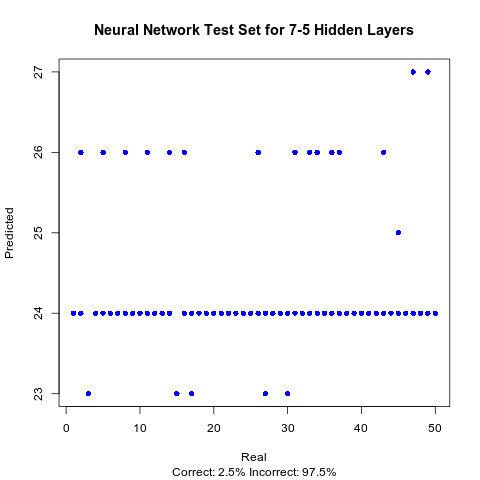 Neural Network Test Set for 7-5 Hidden Layers
Predicted
27
26
25
24
23
0 10 20 30 40 50
Real
Correct: 2.5% Incorrect: 97.5%